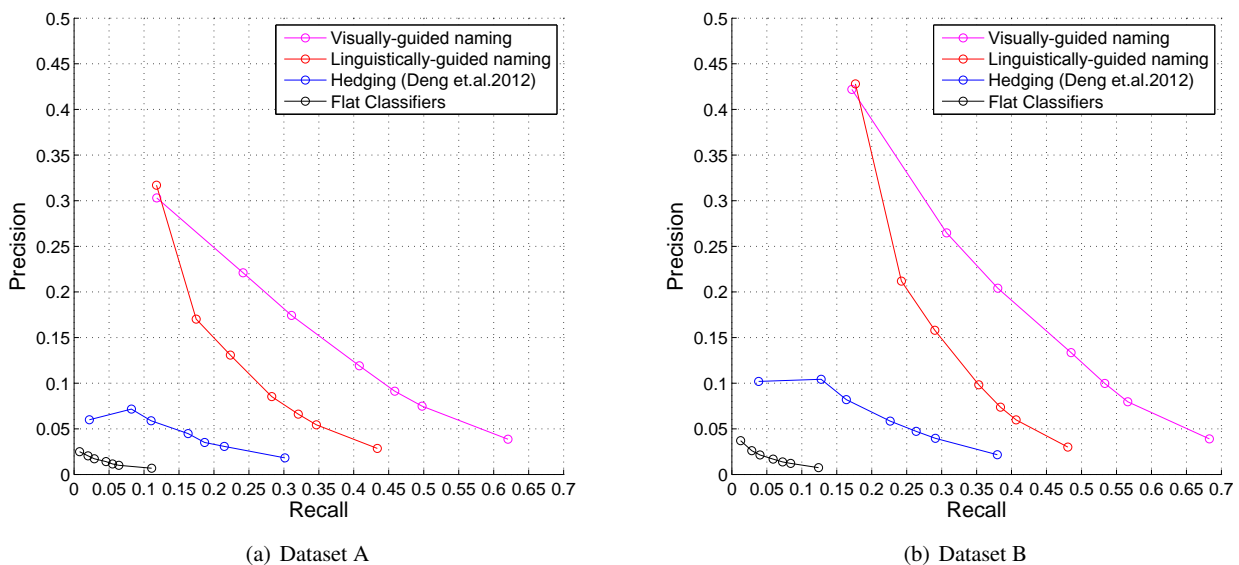 0.5
0.45
0.4
0.35
0.3
0.25
0.2
0.15
0.1
0.05
0
Precision
Visually-guided naming
Linguistically-guided naming
Hedging (Deng et.al.2012)
Flat Classifiers
0 0.05 0.1 0.15 0.2 0.25 0.3 0.35 0.4 0.45 0.5 0.55 0.6 0.65 0.7
Recall
(a) Dataset A
0.5
0.45
0.4
0.35
0.3
0.25
0.2
0.15
0.1
0.05
0
Precision
Visually-guided naming
Linguistically-guided naming
Hedging (Deng et.al.2012)
Flat Classifiers
0 0.05 0.1 0.15 0.2 0.25 0.3 0.35 0.4 0.45 0.5 0.55 0.6 0.65 0.7
Recall
(b) Dataset B